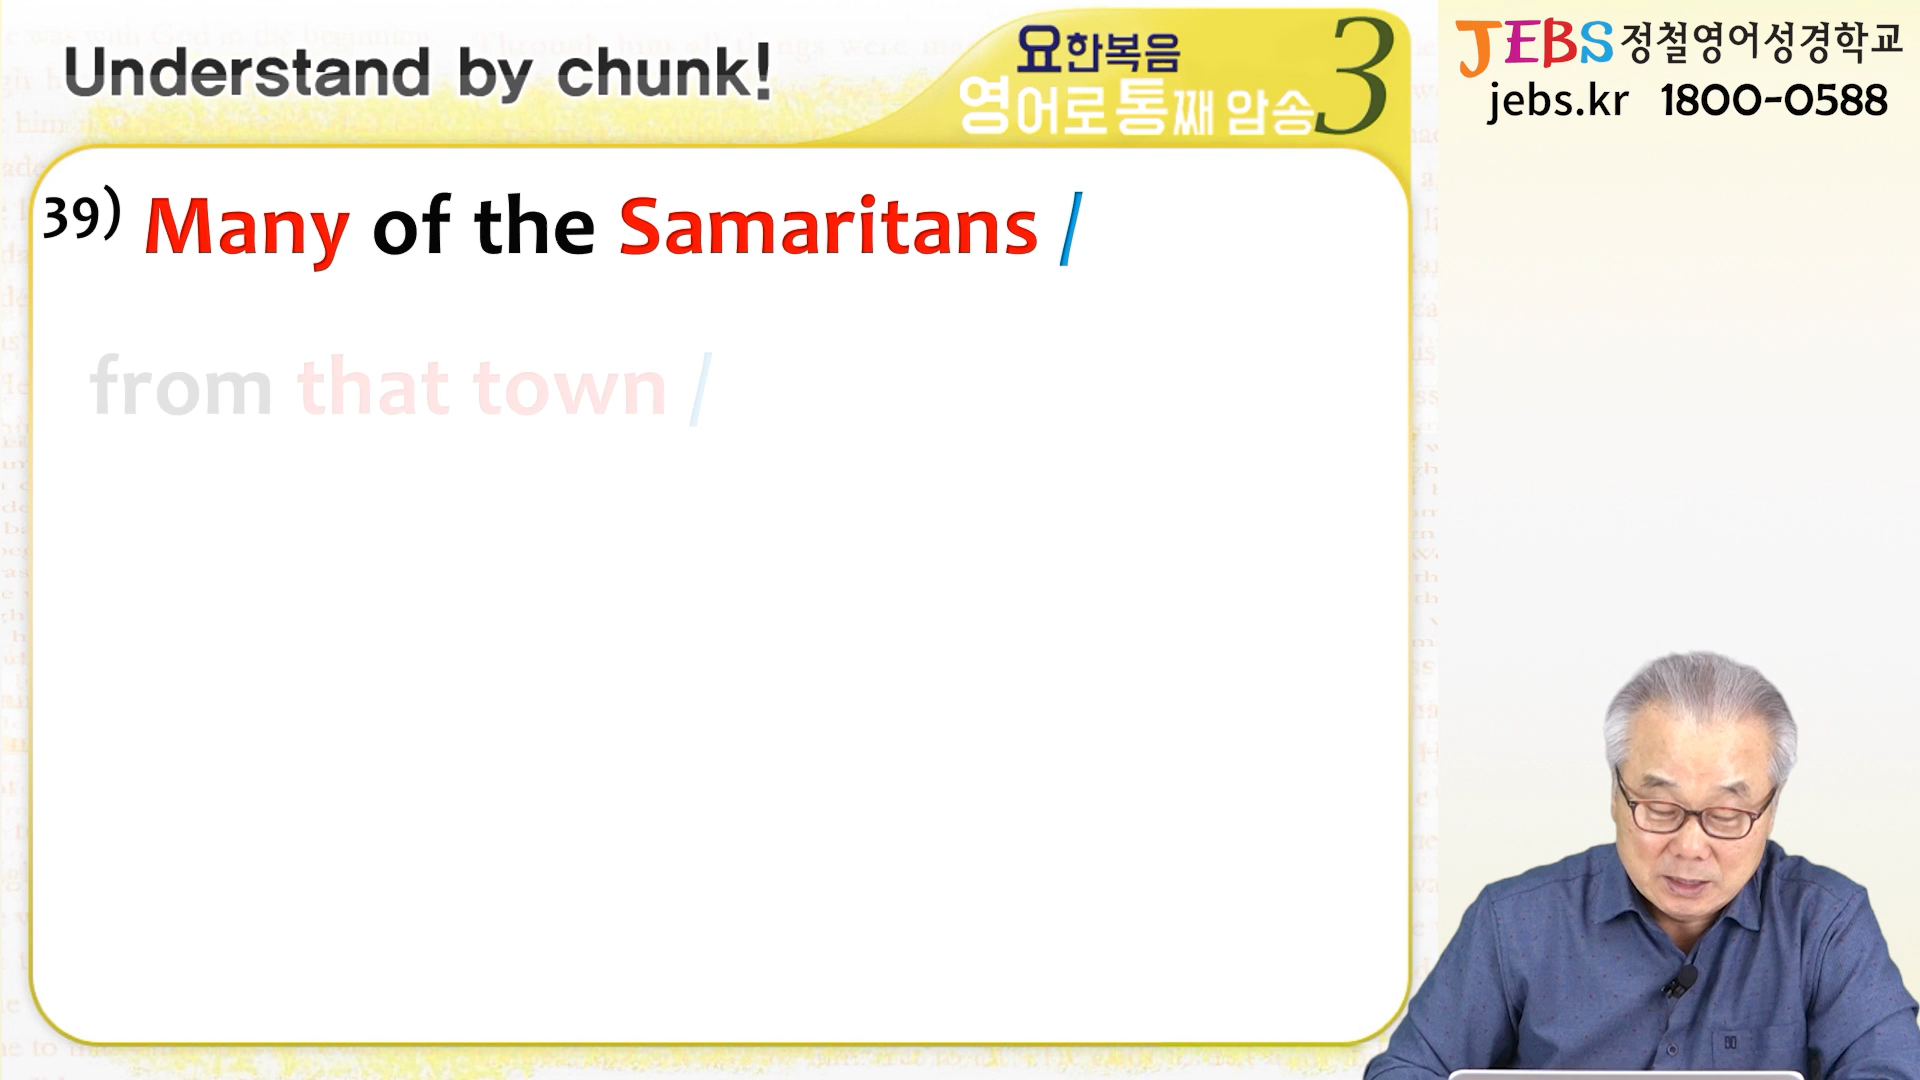 Understand by chunk!
요한복음
영어로 통째 암송 3
JEBS 정철영어성경학교
jebs.kr 1800-0588
39) Many of the Samaritans /
from that town /